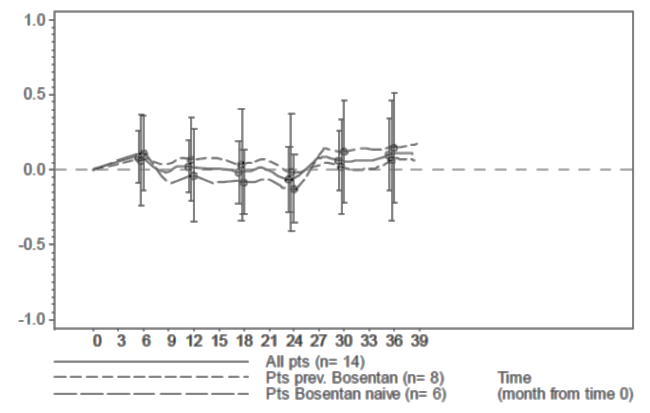 1.0
0.5
0.0
-0.5
-1.0
0 3 6 9 12 15 18 21 24 27 30 33 36 39
All pts (n= 14)
Pts prev. Bosentan (n= 8) Time
Pts Bosentan naive (n= 6) (month from time 0)